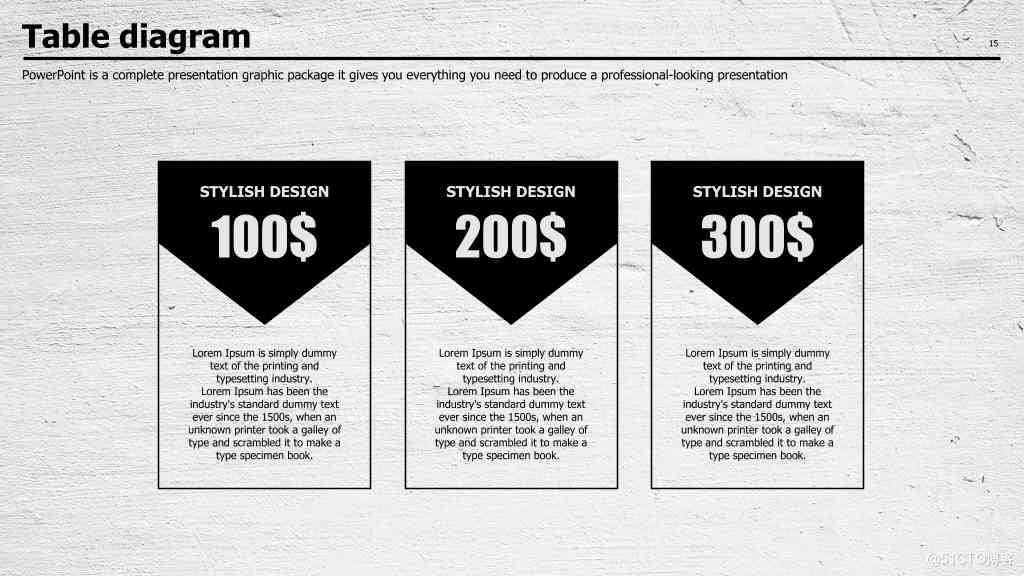 Table diagram
15
PowerPoint is a complete presentation graphic package it gives you everything you need to produce a professional-looking presentation
STYLISH DESIGN
100$
Lorem Ipsum is simply dummy
text of the printing and
typesetting industry.
Lorem Ipsum has been the
industry's standard dummy text
ever since the 1500s, when an
unknown printer took a galley of
type and scrambled it to make a
type specimen book.
STYLISH DESIGN
200$
Lorem Ipsum is simply dummy
text of the printing and
typesetting industry.
Lorem Ipsum has been the
industry's standard dummy text
ever since the 1500s, when an
unknown printer took a galley of
type and scrambled it to make a
type specimen book.
STYLISH DESIGN
300$
Lorem Ipsum is simply dummy
text of the printing and
typesetting industry.
Lorem Ipsum has been the
industry's standard dummy text
ever since the 1500s, when an
unknown printer took a galley of
type and scrambled it to make a
type specimen book.
@51CTO博客